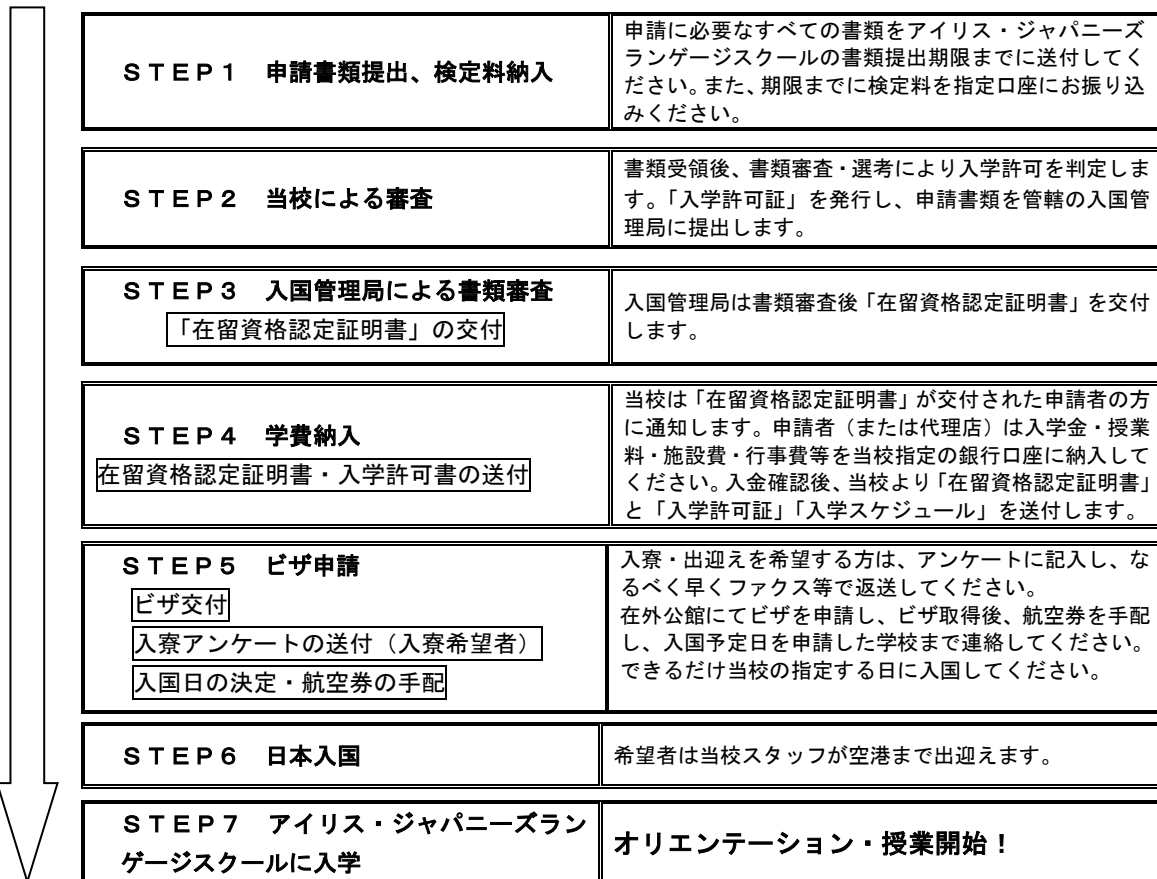 ＳＴＥＰ１　申請書類提出、検定料納入
申請に必要なすべての書類をアイリス・ジャパニーズ
ランゲージスクールの書類提出期限までに送付してく
ださい。また、期限までに検定料を指定口座にお振り込
みください。
ＳＴＥＰ２　当校による審査
書類受領後、書類審査・選考により入学許可を判定しま
す。「入学許可証」を発行し、申請書類を管轄の入国管
理局に提出します。
ＳＴＥＰ３　入国管理局による書類審査
「在留資格認定証明書」の交付
入国管理局は書類審査後「在留資格認定証明書」を交付
します。
ＳＴＥＰ４　学費納入
在留資格認定証明書・入学許可書の送付
当校は「在留資格認定証明書」が交付された申請者の方
に通知します。申請者（または代理店）は入学金・授業
料・施設費・行事費等を当校指定の銀行口座に納入して
ください。入金確認後、当校より「在留資格認定証明書」
と「入学許可証」「入学スケジュール」を送付します。
ＳＴＥＰ５　ビザ申請
ビザ交付
入寮アンケートの送付（入寮希望者）
入国日の決定・航空券の手配
入寮・出迎えを希望する方は、アンケートに記入し、な
るべく早くファクス等で返送してください。
在外公館にてビザを申請し、ビザ取得後、航空券を手配
し、入国予定日を申請した学校まで連絡してください。
できるだけ当校の指定する日に入国してください。
ＳＴＥＰ６　日本入国
希望者は当校スタッフが空港まで出迎えます。
ＳＴＥＰ７　アイリス・ジャパニーズラン
ゲージスクールに入学
オリエンテーション・授業開始！